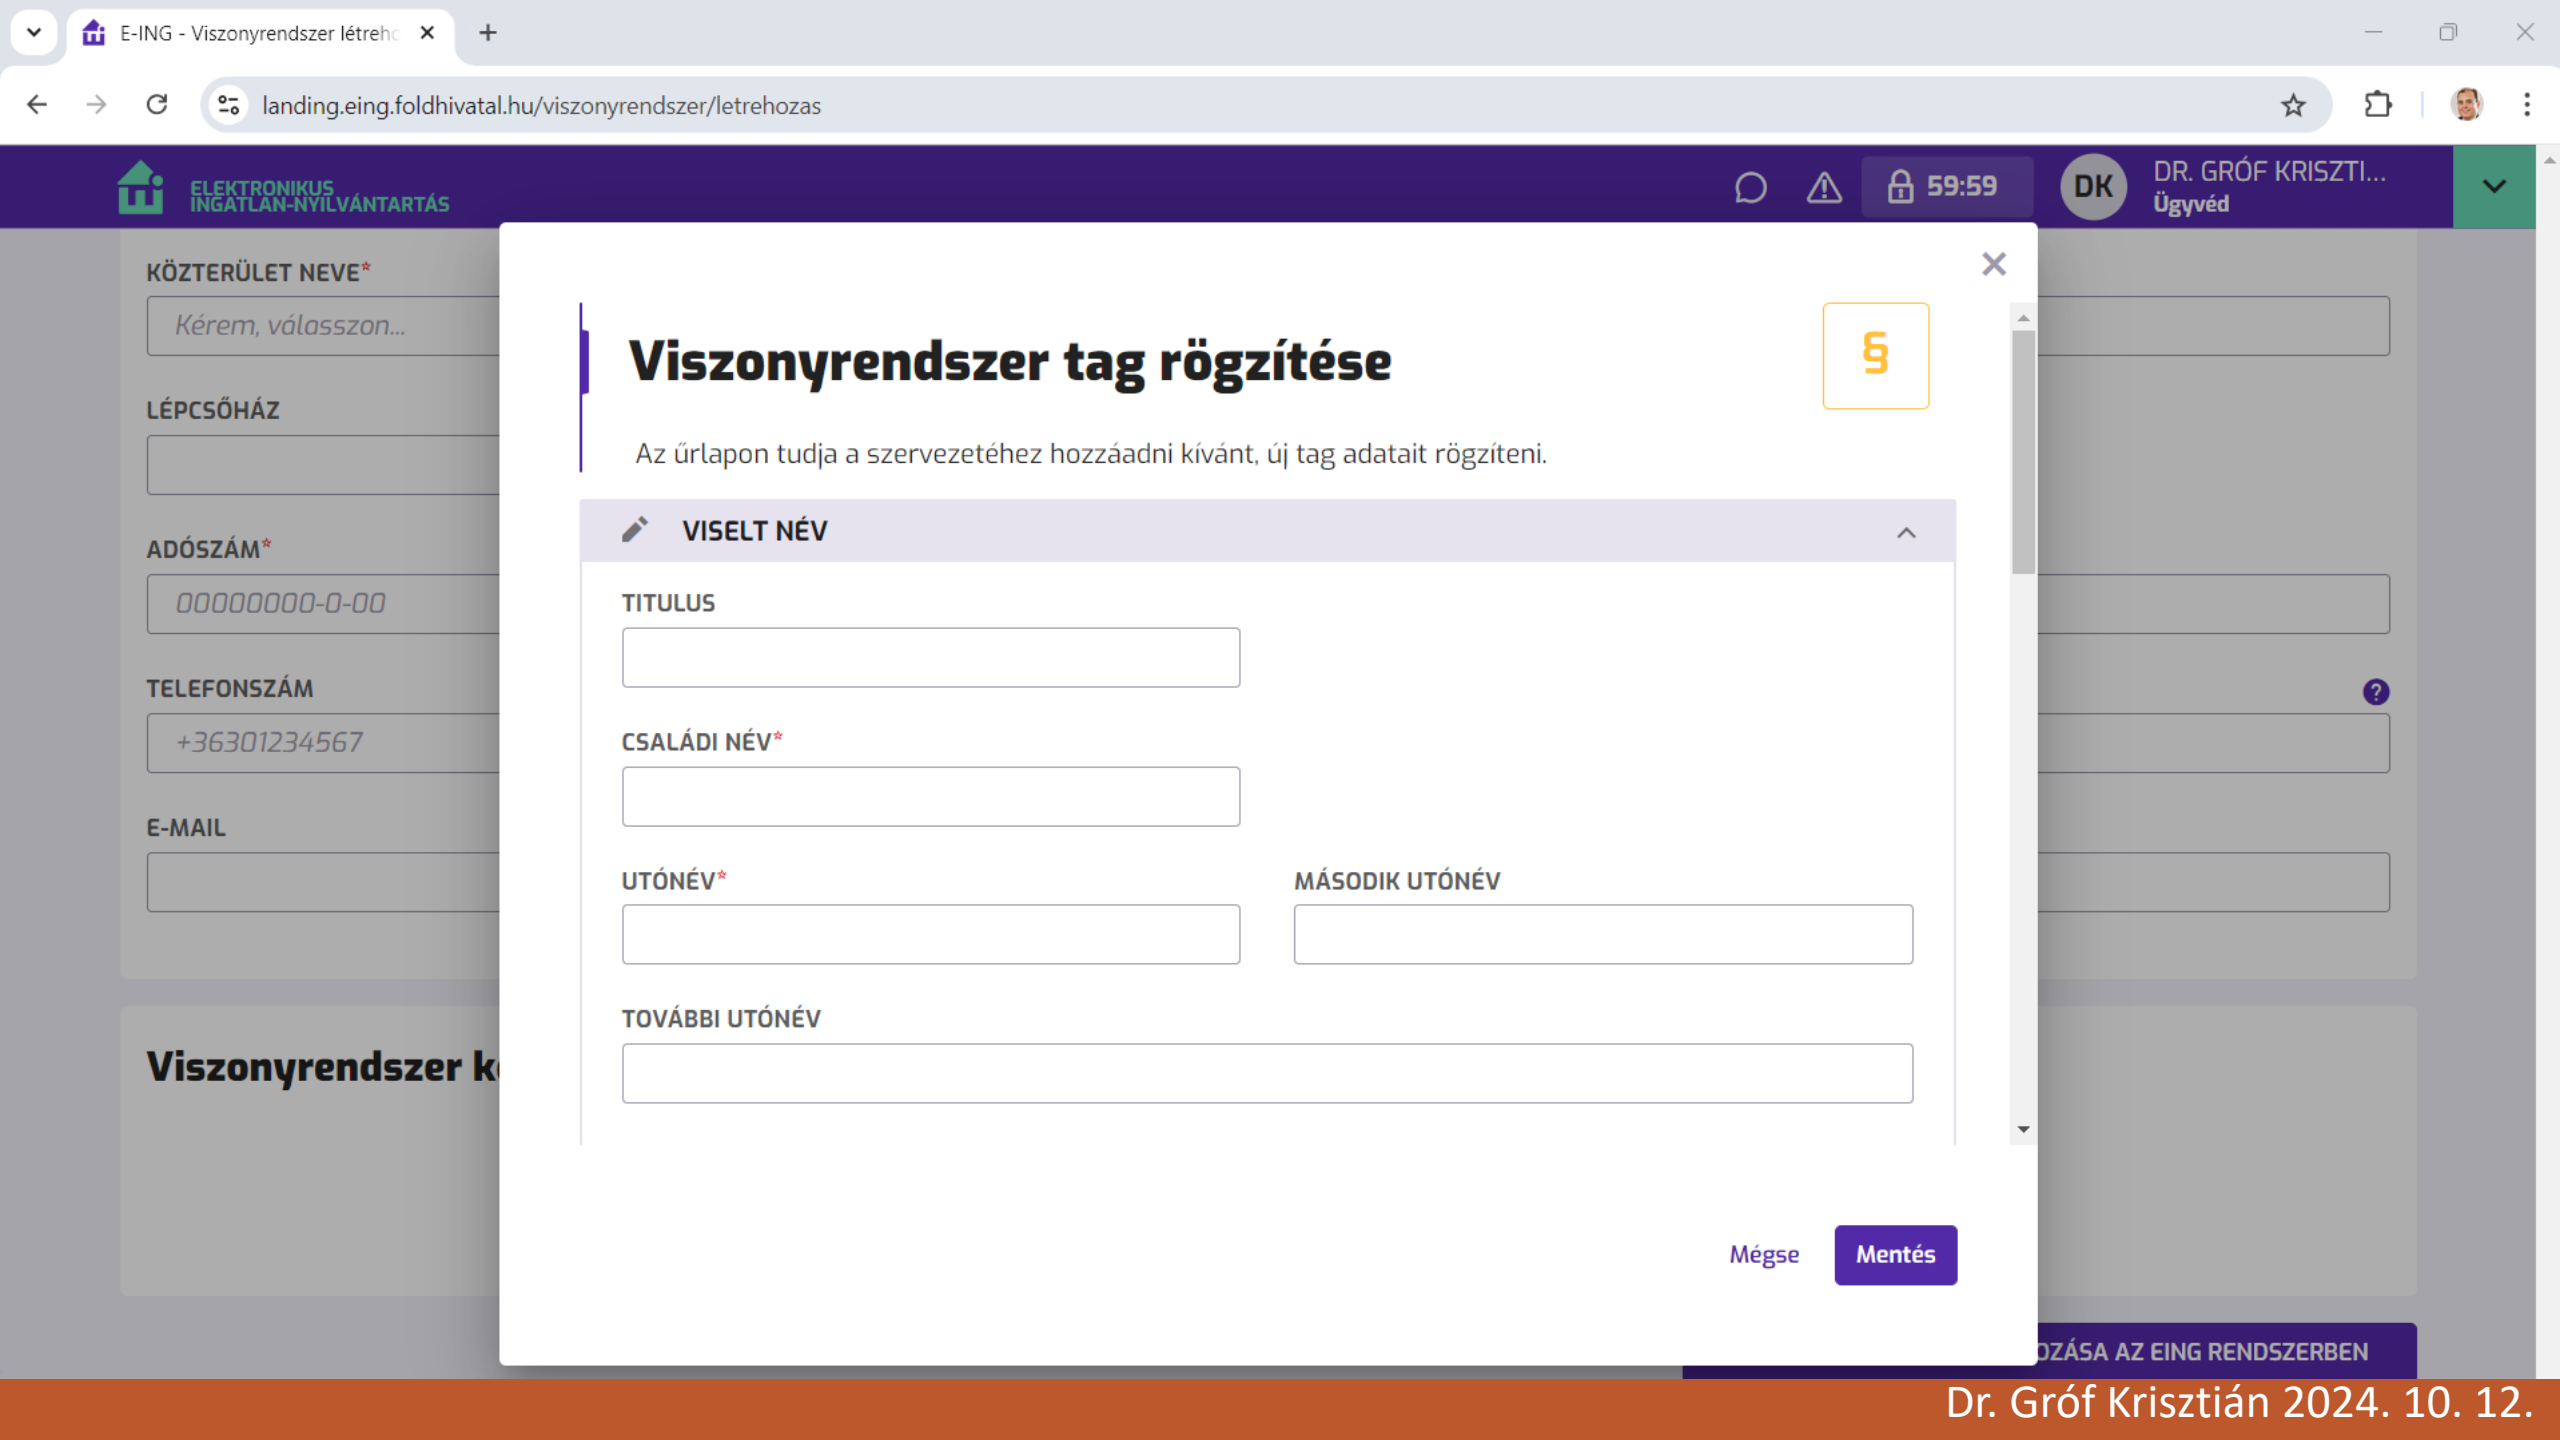 E-ING - Viszonyrendszer létreho
landing.eing.foldhivatal.hu/viszonyrendszer/letrehozas
ELEKTRONIKUS
INGATLAN-NYILVÁNTARTÁS
59:59
DK
DR. GRÓF KRISZTI...
Ügyvéd
KÖZTERÜLET NEVE*
Kérem, válasszon...
LÉPCSŐHÁZ
ADÓSZÁM*
00000000-0-00
TELEFONSZÁM
+36301234567
?
E-MAIL
Viszonyrendszer k
Viszonyrendszer tag rögzítése
§
Az űrlapon tudja a szervezetéhez hozzáadni kívánt, új tag adatait rögzíteni.
VISELT NÉV
TITULUS
CSALÁDI NÉV*
UTÓNÉV*
MÁSODIK UTÓNÉV
TOVÁBBI UTÓNÉV
Mégse
Mentés
OZÁSA AZ EING RENDSZERBEN
Dr. Gróf Krisztián 2024. 10. 12.